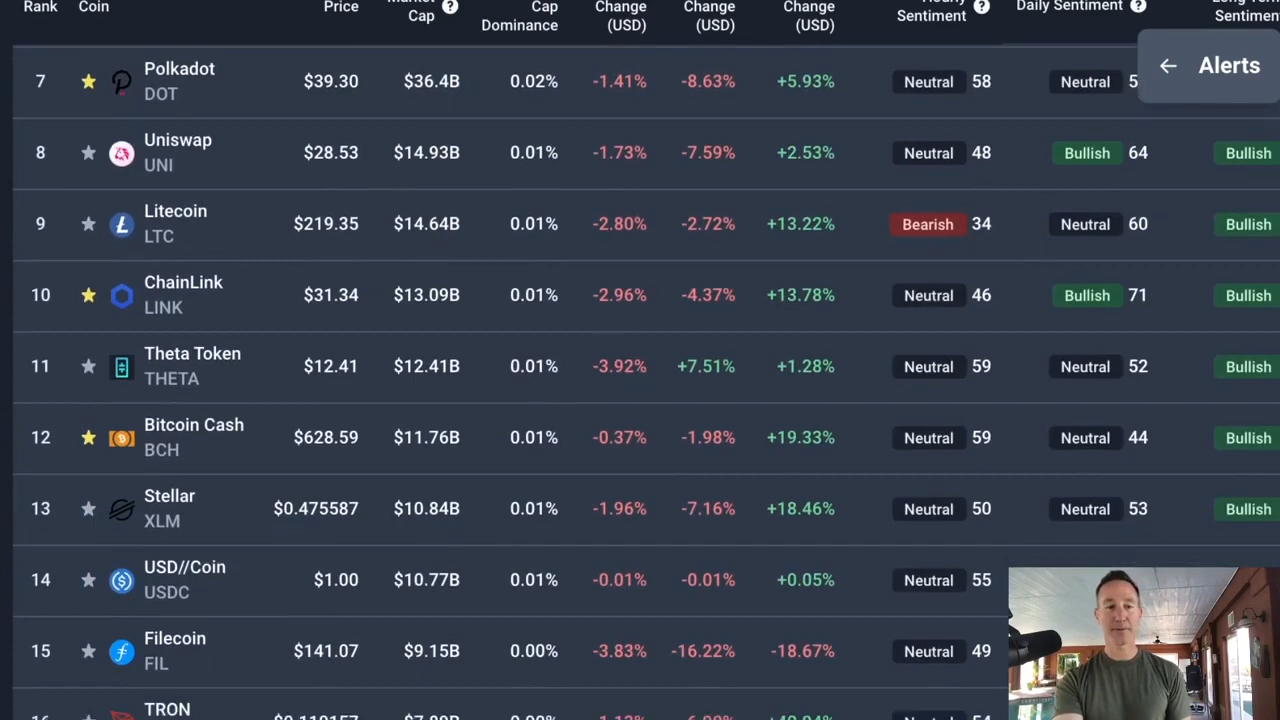 Rank Coin Price Market Cap Cap Dominance Change (USD) Change (USD) Change (USD) Sentiment Daily Sentiment Sentiment
Alerts
7 Polkadot DOT $39.30 $36.4B 0.02% -1.41% -8.63% +5.93% Neutral 58 Neutral
8 Uniswap UNI $28.53 $14.93B 0.01% -1.73% -7.59% +2.53% Neutral 48 Bullish 64 Bullish
9 Litecoin LTC $219.35 $14.64B 0.01% -2.80% -2.72% +13.22% Bearish 34 Neutral 60 Bullish
10 ChainLink LINK $31.34 $13.09B 0.01% -2.96% -4.37% +13.78% Neutral 46 Bullish 71 Bullish
11 Theta Token THETA $12.41 $12.41B 0.01% -3.92% +7.51% +1.28% Neutral 59 Neutral 52 Bullish
12 Bitcoin Cash BCH $628.59 $11.76B 0.01% -0.37% -1.98% +19.33% Neutral 59 Neutral 44 Bullish
13 Stellar XLM $0.475587 $10.84B 0.01% -1.96% -7.16% +18.46% Neutral 50 Neutral 53 Bullish
14 USD//Coin USDC $1.00 $10.77B 0.01% -0.01% -0.01% +0.05% Neutral 55
15 Filecoin FIL $141.07 $9.15B 0.00% -3.83% -16.22% -18.67% Neutral 49
TRON